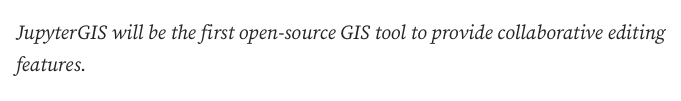 JupyterGIS will be the first open-source GIS tool to provide collaborative editing
features.